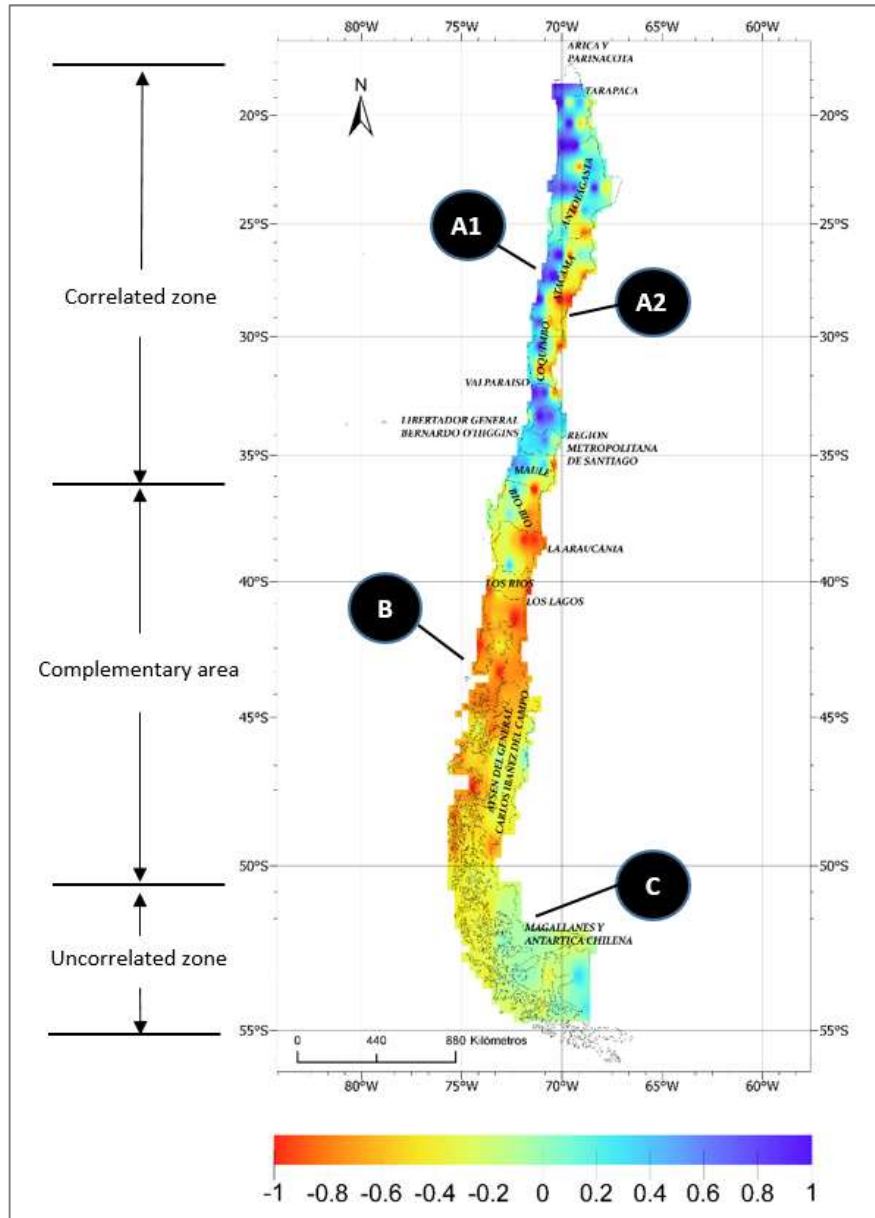 80°W
75°W
70°W
65°W
60°W
ARICA Y
PARINACOTA
N
TARAPACA
20°S
20°S
ANTOFAGASTA
25°S
25°S
A1
ATACAMA
Correlated zone
A2
30°S
30°S
COQUIMBO
VALPARAISO
LIBERTADOR GENERAL
BERNARDO O'HIGGINS
REGION
METROPOLITANA
DE SANTIAGO
35°S
35°S
MAULE
BIO-BIO
LA ARAUCANIA
40°S
40°S
LOS RIOS
LOS LAGOS
B
Complementary area
45°S
45°S
AYSEN DEL GENERAL
CARLOS IBAÑEZ DEL CAMPO
50°S
50°S
C
MAGALLANES Y
ANTARTICA CHILENA
Uncorrelated zone
55°S
55°S
0 440 880 Kilómetros
80°W
75°W
70°W
65°W
60°W
-1 -0.8 -0.6 -0.4 -0.2 0 0.2 0.4 0.6 0.8 1